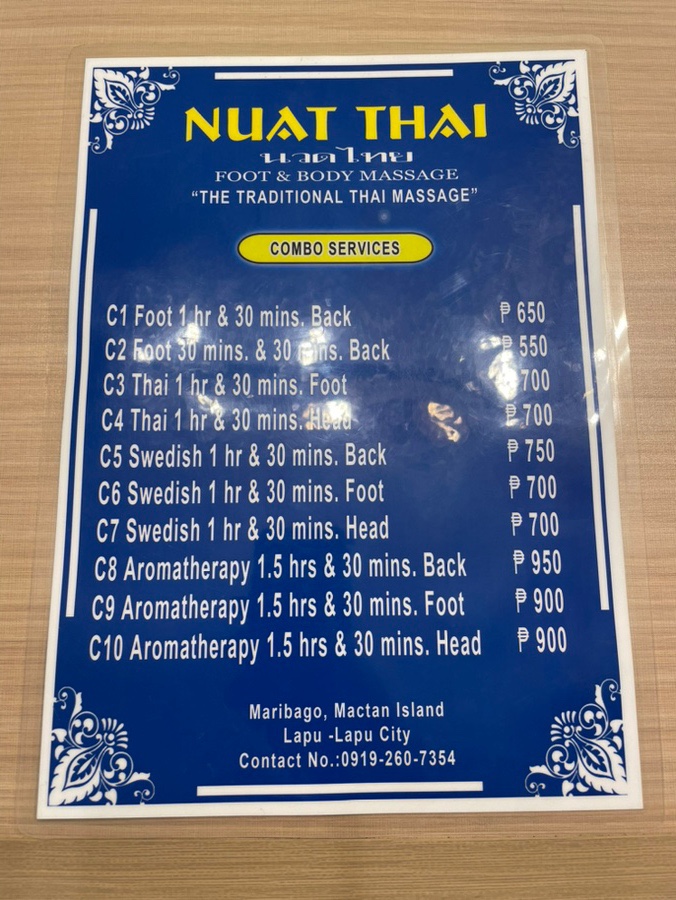 NUAT THAI
นวดไทย
FOOT & BODY MASSAGE
“THE TRADITIONAL THAI MASSAGE”
COMBO SERVICES
C1 Foot 1 hr & 30 mins. Back ₱ 650
C2 Foot 30 mins. & 30 mins. Back ₱ 550
C3 Thai 1 hr & 30 mins. Foot ₱ 700
C4 Thai 1 hr & 30 mins. Head ₱ 700
C5 Swedish 1 hr & 30 mins. Back ₱ 750
C6 Swedish 1 hr & 30 mins. Foot ₱ 700
C7 Swedish 1 hr & 30 mins. Head ₱ 700
C8 Aromatherapy 1.5 hrs & 30 mins. Back ₱ 950
C9 Aromatherapy 1.5 hrs & 30 mins. Foot ₱ 900
C10 Aromatherapy 1.5 hrs & 30 mins. Head ₱ 900
Maribago, Mactan Island
Lapu -Lapu City
Contact No.:0919-260-7354